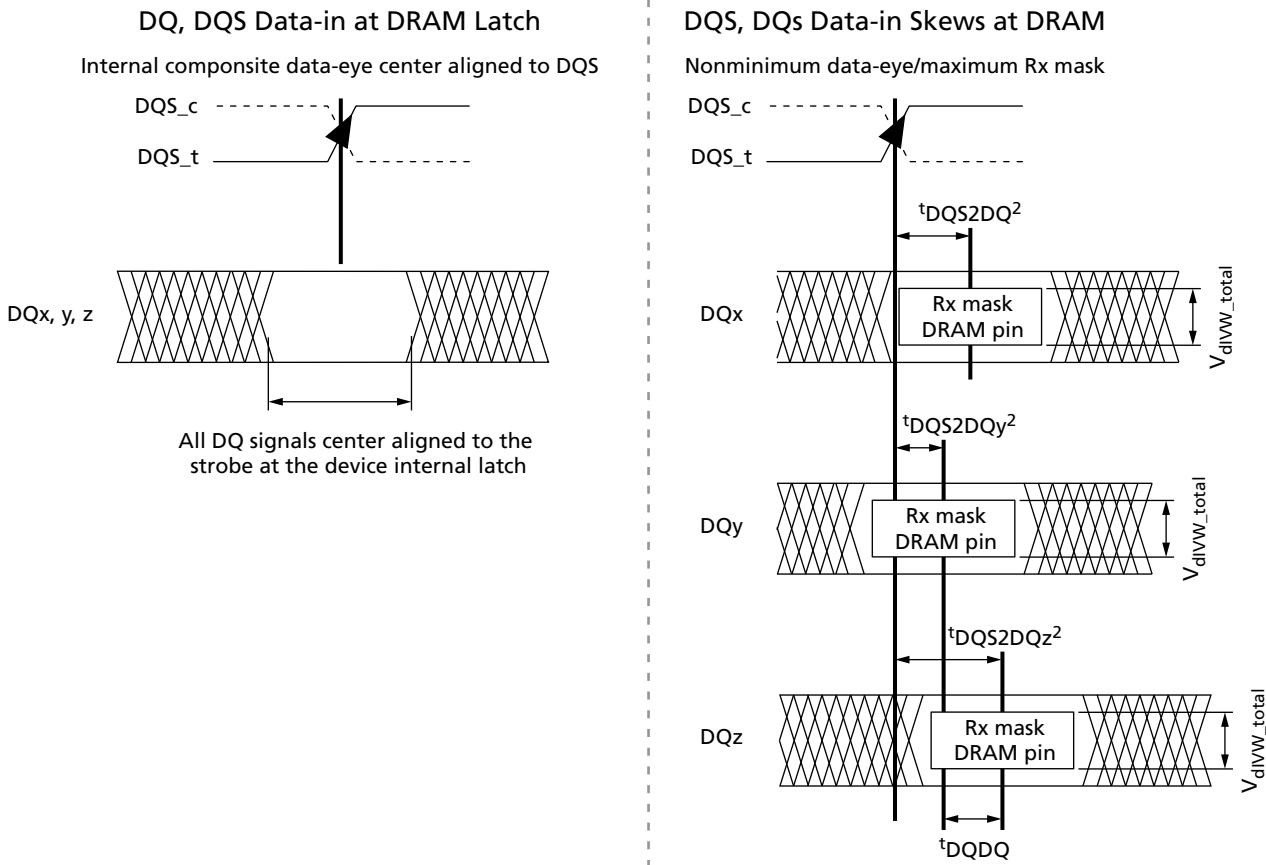 DQ, DQS Data-in at DRAM Latch
Internal componsite data-eye center aligned to DQS
DQS_c
DQS_t
DQx, y, z
All DQ signals center aligned to the
strobe at the device internal latch
DQS, DQs Data-in Skews at DRAM
Nonminimum data-eye/maximum Rx mask
DQS_c
DQS_t
tDQS2DQ2
DQx
Rx mask
DRAM pin
VdIVW_total
tDQS2DQy2
DQy
Rx mask
DRAM pin
VdIVW_total
tDQS2DQz2
DQz
Rx mask
DRAM pin
VdIVW_total
tDQDQ